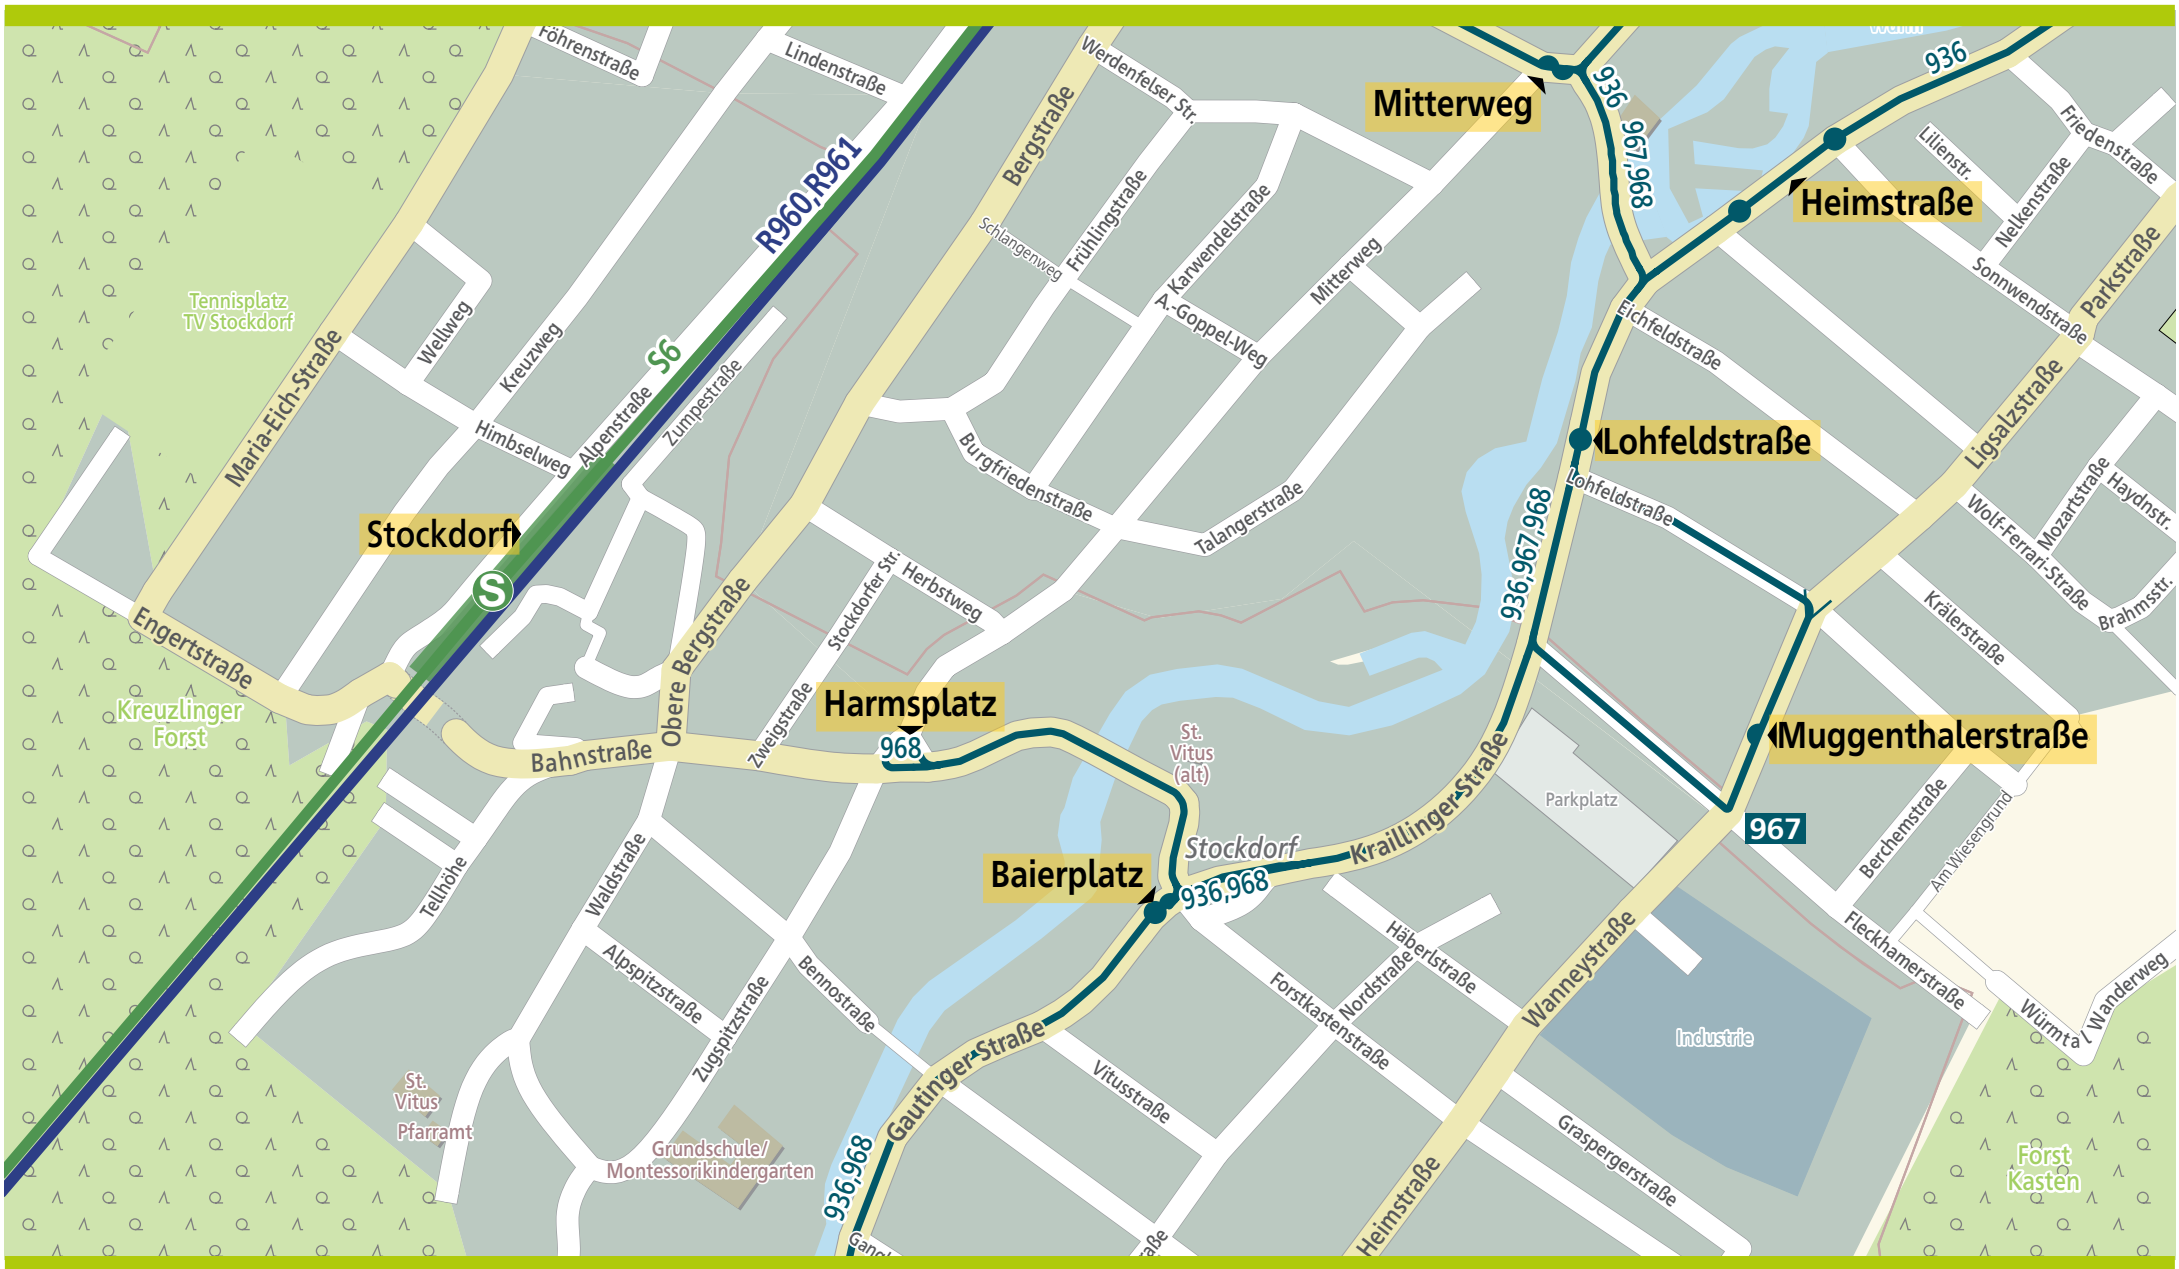 Föhrenstraße
Lindenstraße
Werdenfelser Str.
Würm
936
Mitterweg
936
967,968
Heimstraße
Friedenstraße
Lilienstr.
Nelkenstraße
Sonnwendstraße
Parkstraße
R960,R961
Bergstraße
Schlangenweg
Frühlingstraße
Karwendelstraße
A.-Goppel-Weg
Mitterweg
Tennisplatz
TV Stockdorf
Wellweg
Kreuzweg
S6
Alpenstraße
Zumpestraße
Maria-Eich-Straße
Himbselweg
Eichfeldstraße
Lohfeldstraße
Ligsalzstraße
Lohfeldstraße
Burgfriedenstraße
Talangerstraße
936,967,968
Mozartstraße
Haydnstr.
Wolf-Ferrari-Straße
Brahmsstr.
Krälerstraße
Stockdorf
S
Engertstraße
Kreuzlinger
Forst
Obere Bergstraße
Stockdorfer Str.
Herbstweg
Zweigstraße
Harmsplatz
968
Bahnstraße
St.
Vitus
(alt)
Muggenthalerstraße
Parkplatz
967
Berchemstraße
Am Wiesengrund
Fleckhamerstraße
Würmtal
Wanderweg
Tellhöhe
Waldstraße
Stockdorf
Kraillinger Straße
Baierplatz
936,968
Häberlstraße
Nordstraße
Forstkastenstraße
Wanneystraße
Industrie
Alpspitzstraße
Zugspitzstraße
Bennostraße
Gautinger Straße
Vitusstraße
Graspergerstraße
Heimstraße
Forst
Kasten
St.
Vitus
Pfarramt
Grundschule/
Montessorikindergarten
936,968